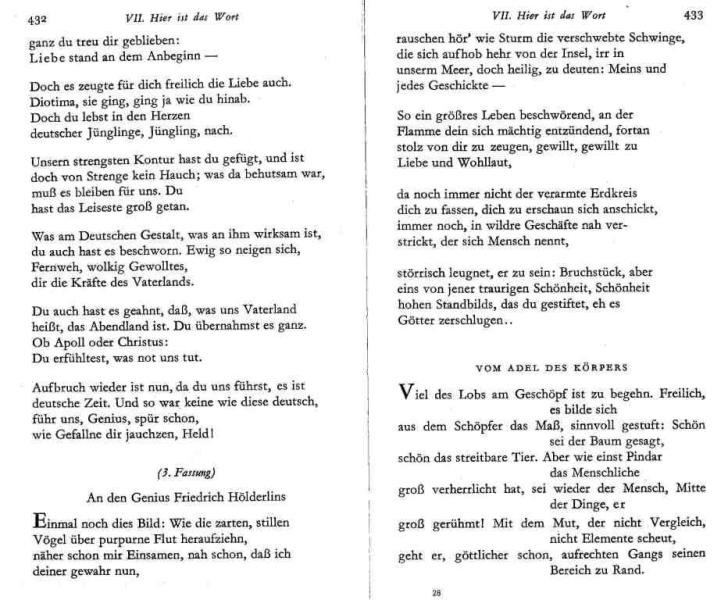 432
VII. Hier ist das Wort
ganz du treu dir geblieben:
Liebe stand an dem Anbeginn —
Doch es zeugte für dich freilich die Liebe auch.
Diotima, sie ging, ging ja wie du hinab.
Doch du lebst in den Herzen
deutscher Jünglinge, Jüngling, nach.
Unsern strengsten Kontur hast du gefügt, und ist
doch von Strenge kein Hauch; was da behutsam war,
muß es bleiben für uns. Du
hast das Leiseste groß getan.
Was am Deutschen Gestalt, was an ihm wirksam ist,
du auch hast es beschworn. Ewig so neigen sich,
Fernweh, wolkig Gewolltes,
dir die Kräfte des Vaterlands.
Du auch hast es geahnt, daß, was uns Vaterland
heißt, das Abendland ist. Du übernahmst es ganz.
Ob Apoll oder Christus:
Du erfühltest, was not uns tut.
Aufbruch wieder ist nun, da du uns führst, es ist
deutsche Zeit. Und so war keine wie diese deutsch,
führ uns, Genius, spür schon,
wie Gefallne dir jauchzen, Held!
(3. Fassung)
An den Genius Friedrich Hölderlins
Einmal noch dies Bild: Wie die zarten, stillen
Vögel über purpurne Flut heraufziehn,
näher schon mir Einsamen, nah schon, daß ich
deiner gewahr nun,
VII. Hier ist das Wort
433
rauschen hör' wie Sturm die verschwebte Schwinge,
die sich aufhob hehr von der Insel, irr in
unserm Meer, doch heilig, zu deuten: Meins und
jedes Geschickte —
So ein größres Leben beschwörend, an der
Flamme dein sich mächtig entzündend, fortan
stolz von dir zu zeugen, gewillt, gewillt zu
Liebe und Wohllaut,
da noch immer nicht der verarmte Erdkreis
dich zu fassen, dich zu erschaun sich anschickt,
immer noch, in wildre Geschäfte nah ver-
strickt, der sich Mensch nennt,
störrisch leugnet, er zu sein: Bruchstück, aber
eins von jener traurigen Schönheit, Schönheit
hohen Standbilds, das du gestiftet, eh es
Götter zerschlugen..
VOM ADEL DES KÖRPERS
Viel des Lobs am Geschöpf ist zu begehn. Freilich,
es bilde sich
aus dem Schöpfer das Maß, sinnvoll gestuft: Schön
sei der Baum gesagt,
schön das streitbare Tier. Aber wie einst Pindar
das Menschliche
groß verherrlicht hat, sei wieder der Mensch, Mitte
der Dinge, er
groß gerühmt! Mit dem Mut, der nicht Vergleich,
nicht Elemente scheut,
geht er, göttlicher schon, aufrechten Gangs seinen
Bereich zu Rand.
28